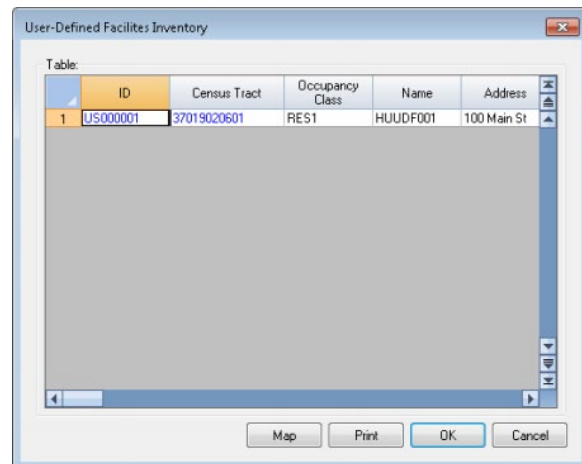 User-Defined Facilites Inventory
Table:
ID Census Tract Occupancy Class Name Address
1 US000001 37019020601 RES1 HUUDF001 100 Main St
Map Print OK Cancel